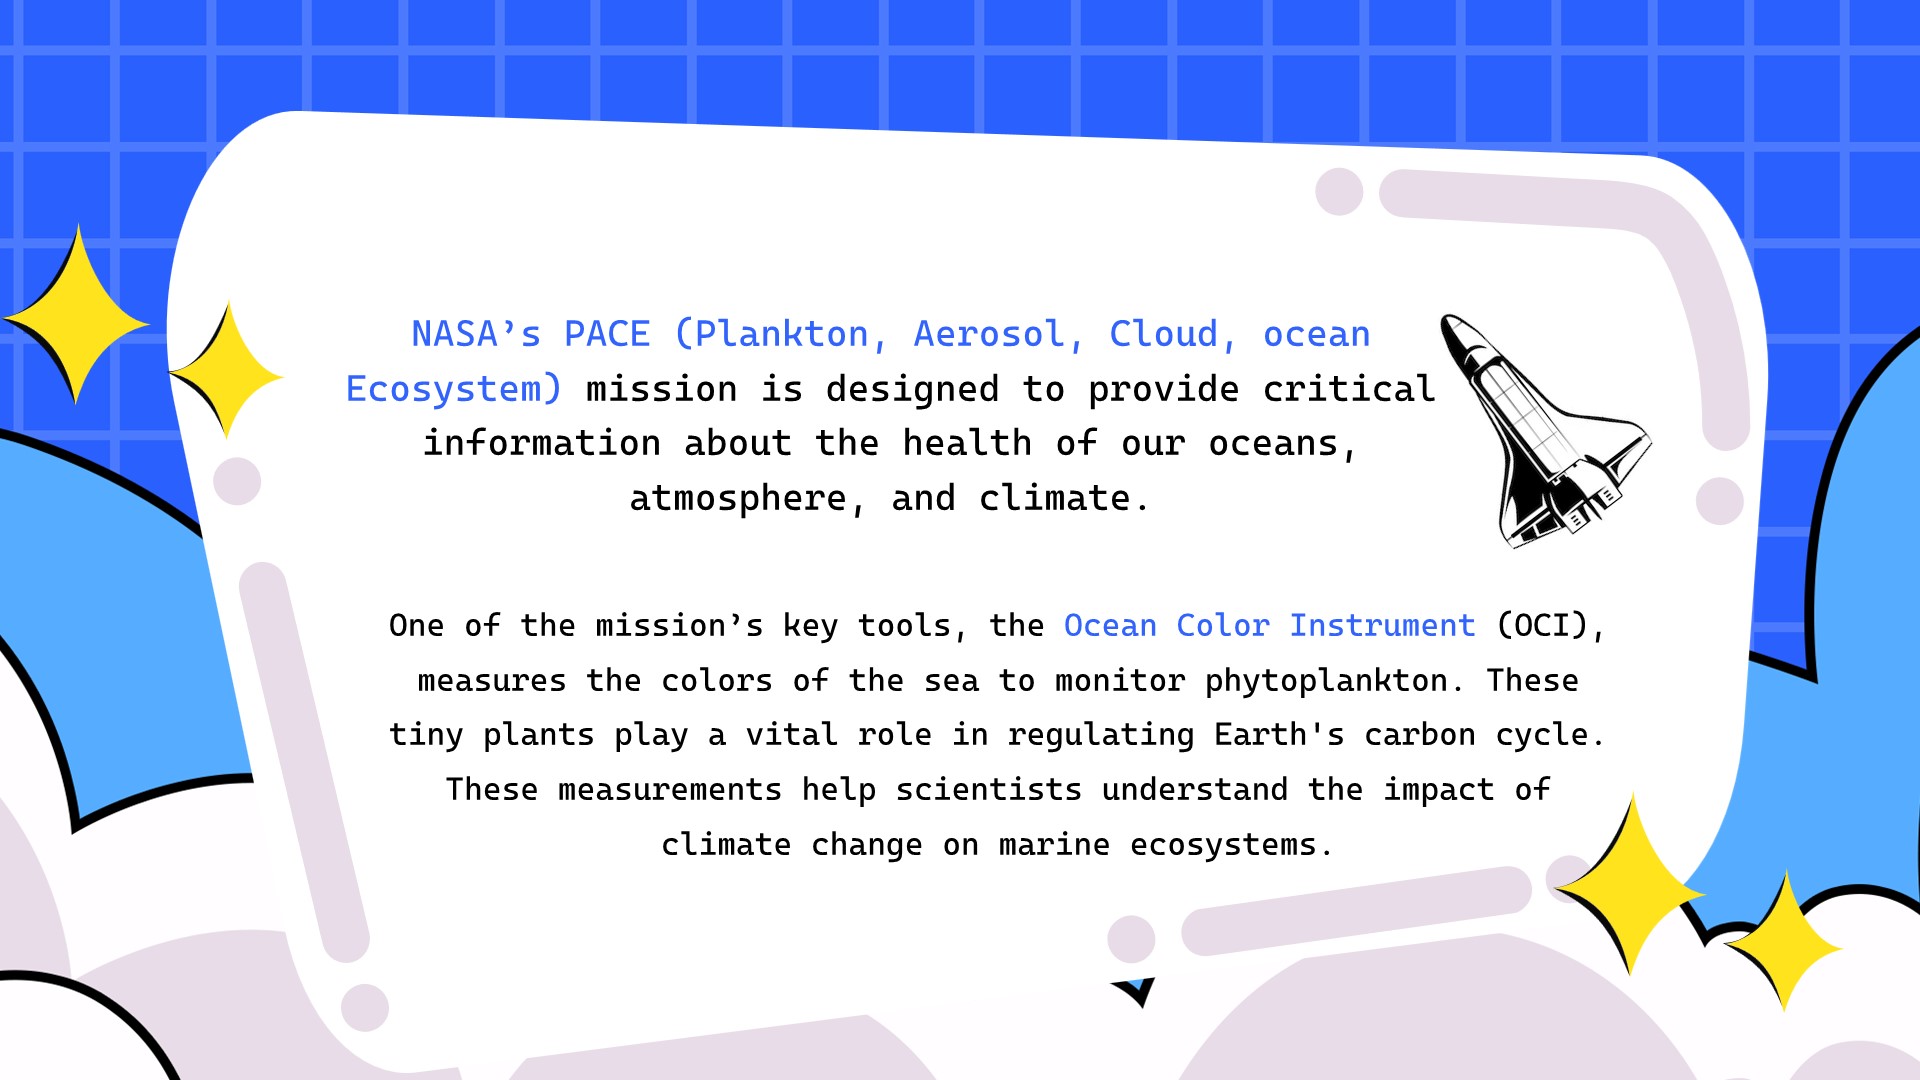 NASA’s PACE (Plankton, Aerosol, Cloud, ocean
Ecosystem) mission is designed to provide critical
information about the health of our oceans,
atmosphere, and climate.
One of the mission’s key tools, the Ocean Color Instrument (OCI),
measures the colors of the sea to monitor phytoplankton. These
tiny plants play a vital role in regulating Earth's carbon cycle.
These measurements help scientists understand the impact of
climate change on marine ecosystems.